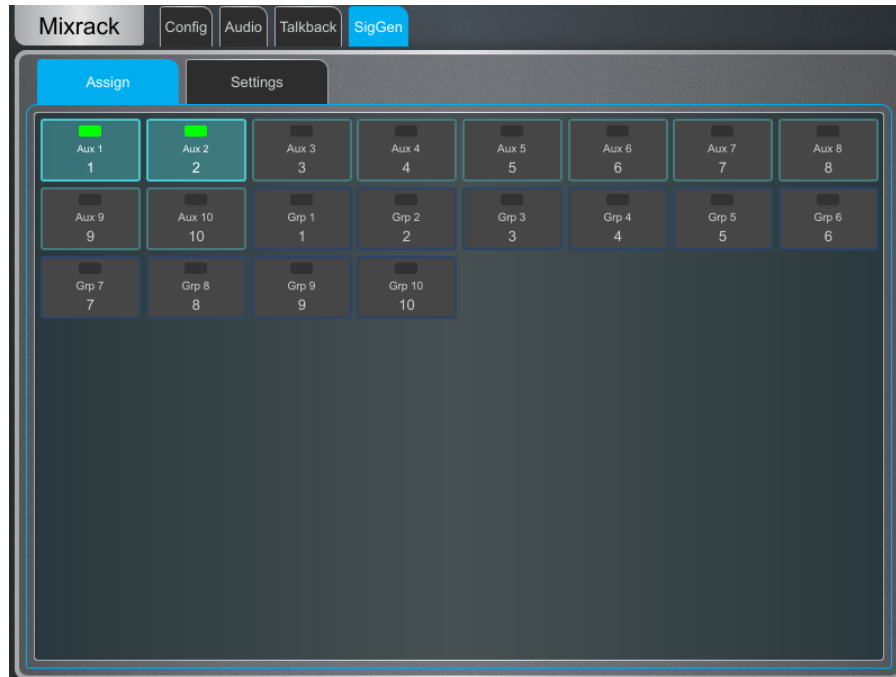 Mixrack Config Audio Talkback SigGen
Assign Settings
Aux 1 Aux 2 Aux 3 Aux 4 Aux 5 Aux 6 Aux 7 Aux 8
1 2 3 4 5 6 7 8
Aux 9 Aux 10 Grp 1 Grp 2 Grp 3 Grp 4 Grp 5 Grp 6
9 10 1 2 3 4 5 6
Grp 7 Grp 8 Grp 9 Grp 10
7 8 9 10